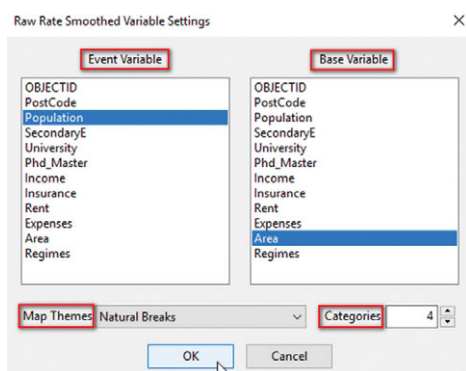 Raw Rate Smoothed Variable Settings
Event Variable
OBJECTID
PostCode
Population
SecondaryE
University
Phd_Master
Income
Insurance
Rent
Expenses
Area
Regimes
Base Variable
OBJECTID
PostCode
Population
SecondaryE
University
Phd_Master
Income
Insurance
Rent
Expenses
Area
Regimes
Map Themes Natural Breaks
Categories 4
OK Cancel